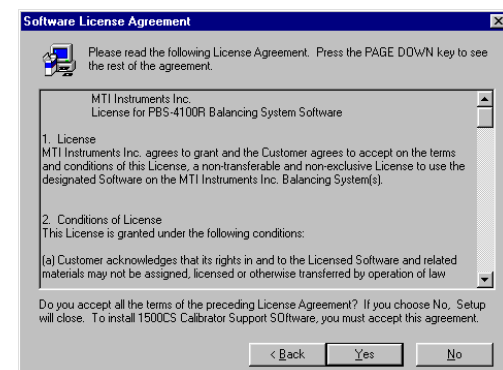 Software License Agreement
Please read the following License Agreement. Press the PAGE DOWN key to see
the rest of the agreement.
MTI Instruments Inc.
License for PBS-4100R Balancing System Software
1. License
MTI Instruments Inc. agrees to grant and the Customer agrees to accept on the terms
and conditions of this License, a non-transferable and non-exclusive License to use the
designated Software on the MTI Instruments Inc. Balancing System(s).
2. Conditions of License
This License is granted under the following conditions:
(a) Customer acknowledges that its rights in and to the Licensed Software and related
materials may not be assigned, licensed or otherwise transferred by operation of law
Do you accept all the terms of the preceding License Agreement? If you choose No, Setup
will close. To install 1500CS Calibrator Support SOftware, you must accept this agreement.
< Back
Yes
No